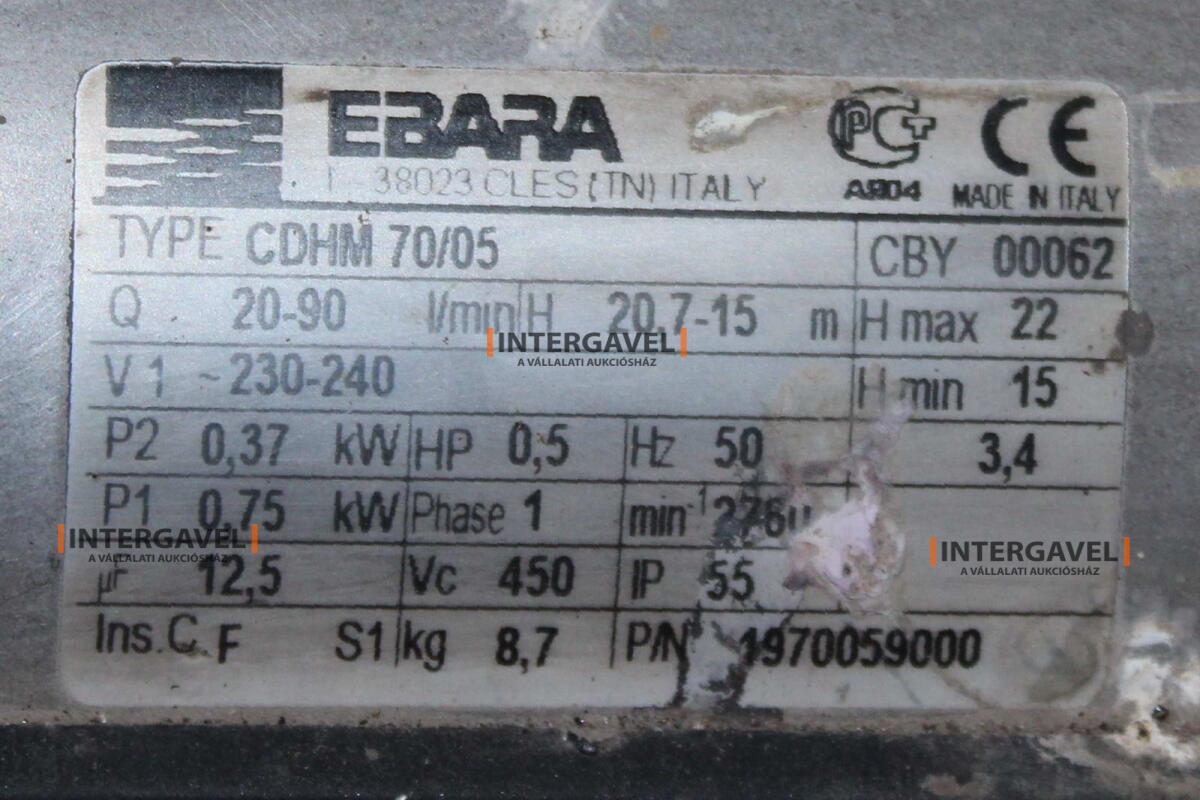 EBARA
I - 38023 CLES (TN) ITALY
PC+
AB04
CE
MADE IN ITALY
TYPE CDHM 70/05 CBY 00062
Q 20-90 l/min H 20,7-15 m H max 22
V 1 ~ 230-240 H min 15
P2 0,37 kW HP 0,5 Hz 50 3,4
P1 0,75 kW Phase 1 min-1
µF 12,5 Vc 450 IP 55
Ins.C. F S1 kg 8,7 P/N 1970059000
INTERGAVEL
A VÁLLALATI AUKCIÓSHÁZ
INTERGAVEL
A VÁLLALATI AUKCIÓSHÁZ
INTERGAVEL
A VÁLLALATI AUKCIÓSHÁZ